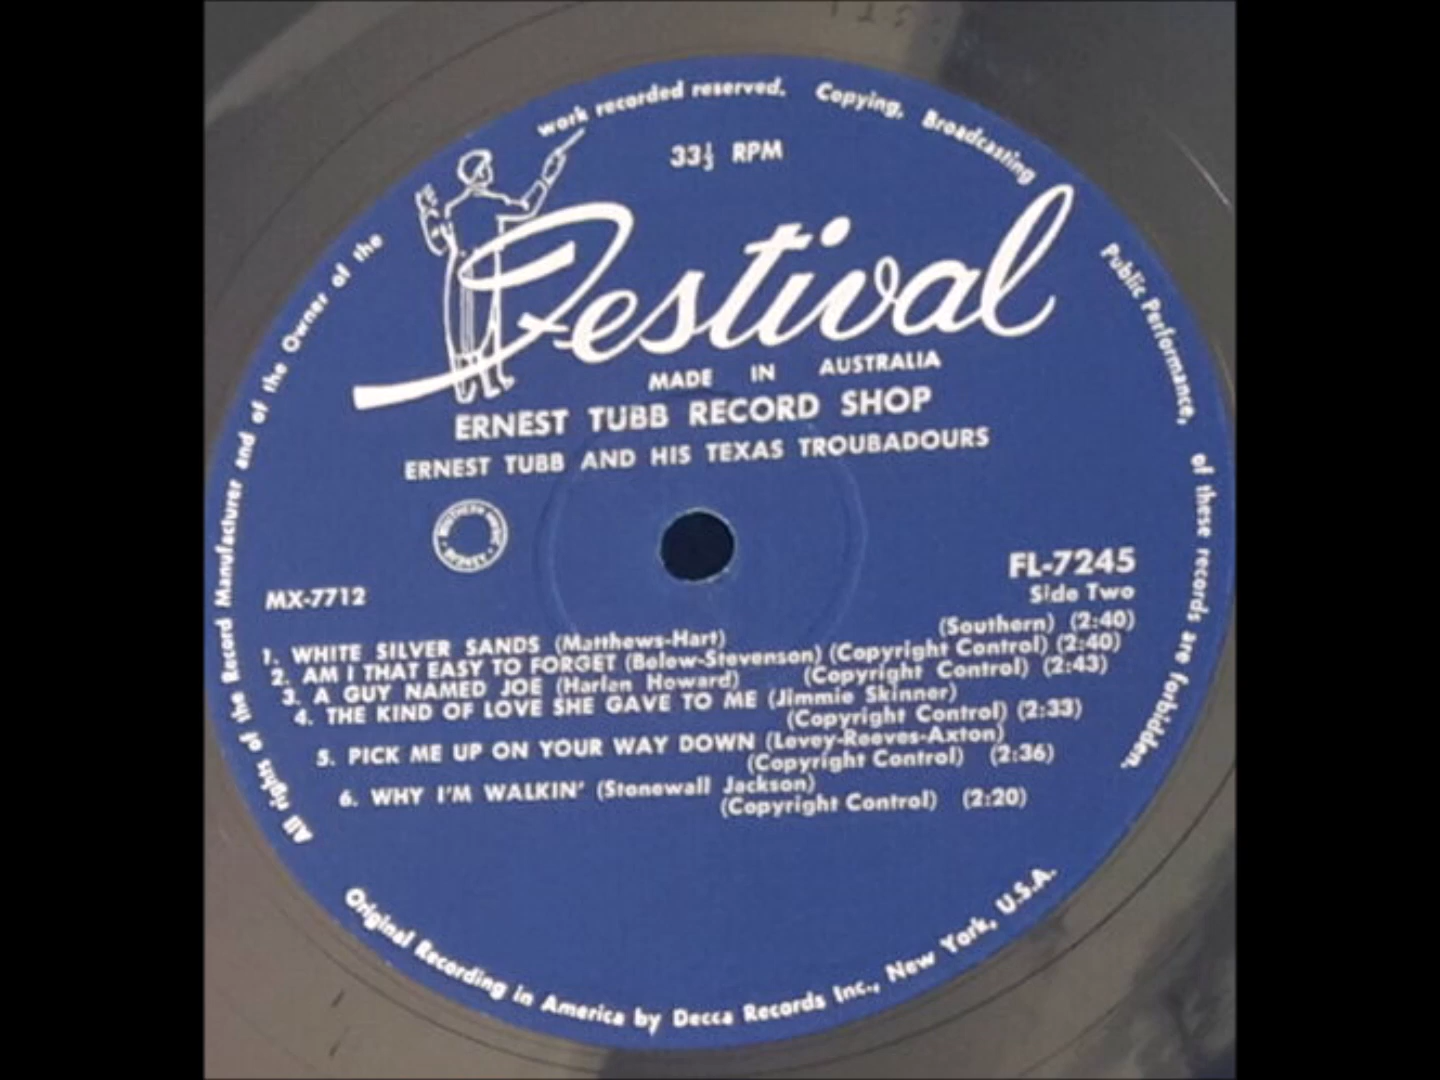 work recorded reserved. Copying, Broadcasting
33⅓ RPM
Festival
MADE IN AUSTRALIA
ERNEST TUBB RECORD SHOP
ERNEST TUBB AND HIS TEXAS TROUBADOURS
SOUTHERN MUSIC
SYDNEY
MX-7712
FL-7245
Side Two
1. WHITE SILVER SANDS (Matthews-Hart) (Southern) (2:40)
2. AM I THAT EASY TO FORGET (Belew-Stevenson) (Copyright Control) (2:40)
3. A GUY NAMED JOE (Harlan Howard) (Copyright Control) (2:43)
4. THE KIND OF LOVE SHE GAVE TO ME (Jimmie Skinner)
(Copyright Control) (2:33)
5. PICK ME UP ON YOUR WAY DOWN (Levey-Reeves-Axton)
(Copyright Control) (2:36)
6. WHY I'M WALKIN' (Stonewall Jackson)
(Copyright Control) (2:20)
All rights of the Record Manufacturer and of the Owner of the
Public Performance, of these records are forbidden.
Original Recording in America by Decca Records Inc., New York, U.S.A.